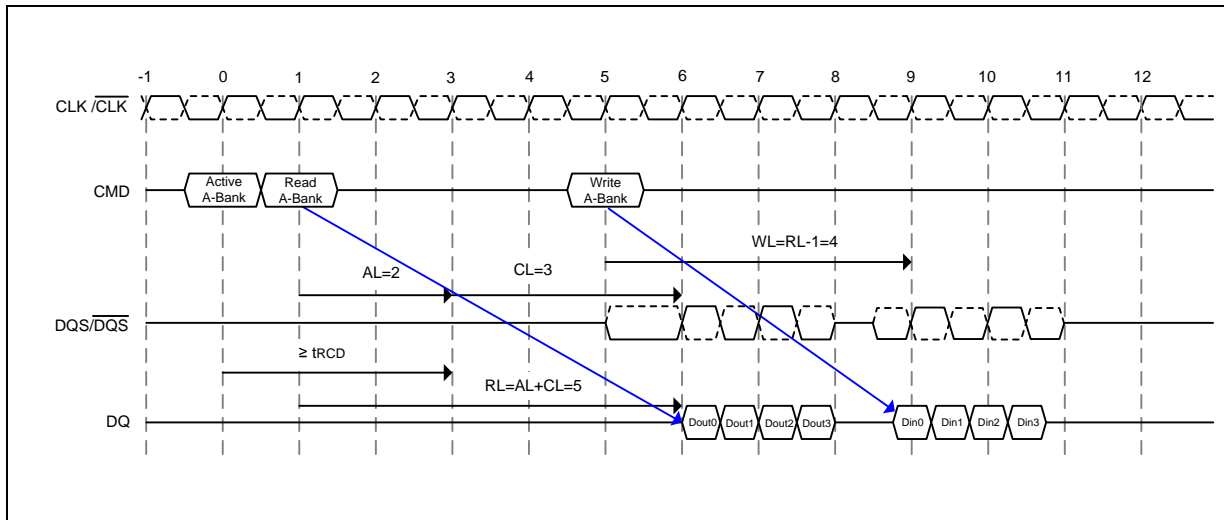 -1 0 1 2 3 4 5 6 7 8 9 10 11 12
CLK /CLK
CMD
Active
A-Bank
Read
A-Bank
Write
A-Bank
WL=RL-1=4
AL=2
CL=3
DQS/DQS
≥ tRCD
RL=AL+CL=5
DQ
Dout0 Dout1 Dout2 Dout3
Din0 Din1 Din2 Din3